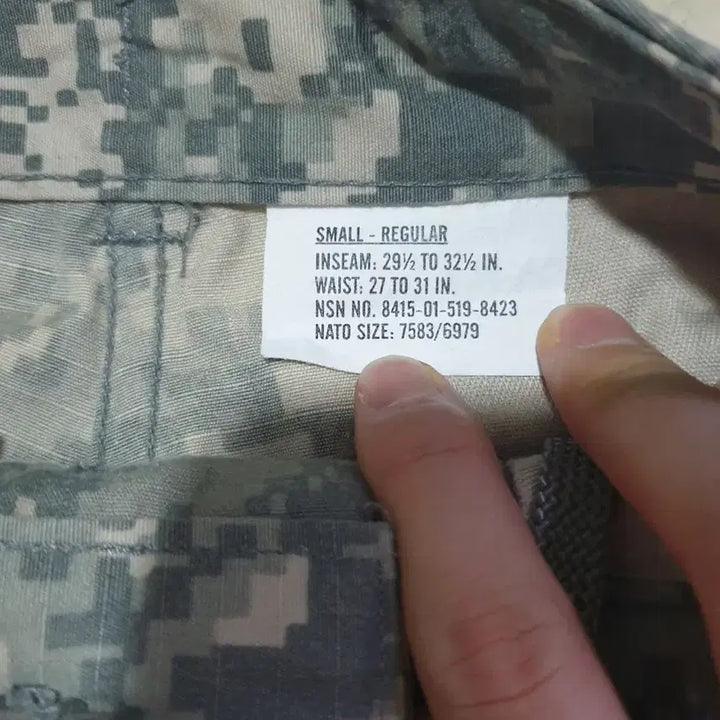 SMALL - REGULAR
INSEAM: 29½ TO 32½ IN.
WAIST: 27 TO 31 IN.
NSN NO. 8415-01-519-8423
NATO SIZE: 7583/6979